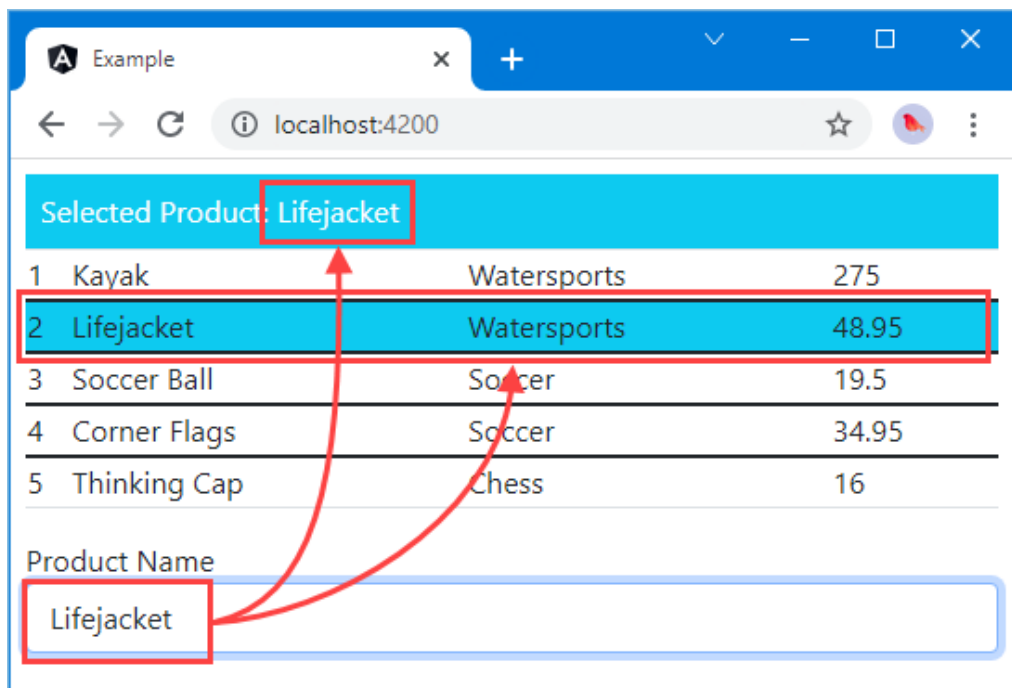 Example
localhost:4200
Selected Product: Lifejacket
1 Kayak Watersports 275
2 Lifejacket Watersports 48.95
3 Soccer Ball Soccer 19.5
4 Corner Flags Soccer 34.95
5 Thinking Cap Chess 16
Product Name
Lifejacket